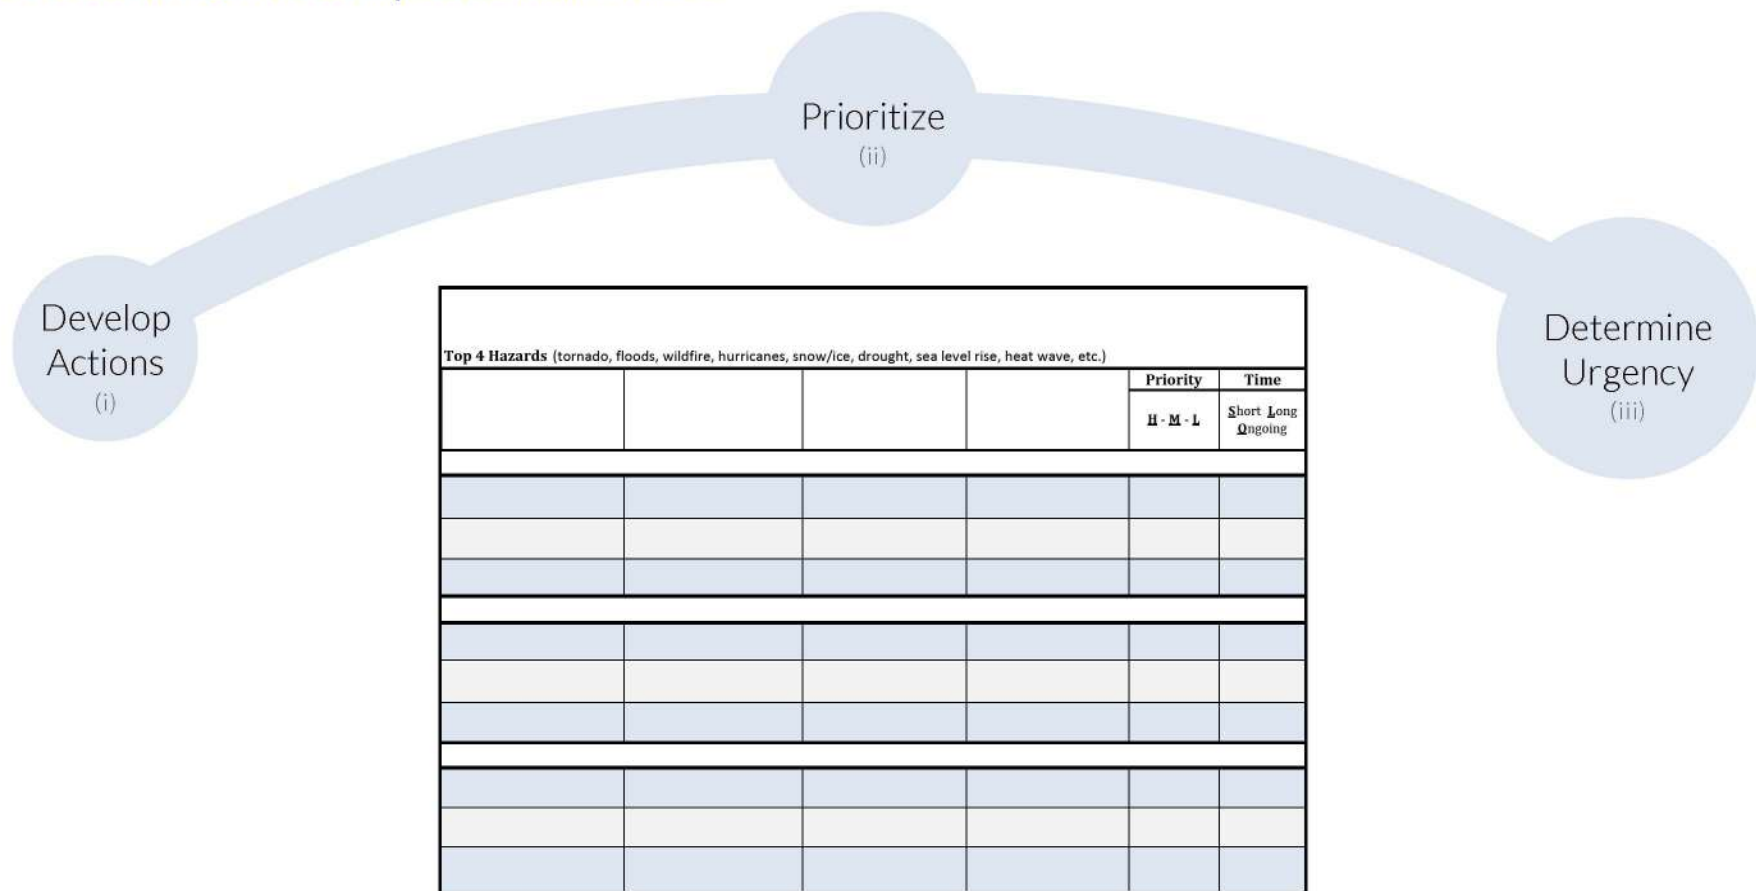 Prioritize
(ii)
Develop
Actions
(i)
Determine
Urgency
(iii)
Top 4 Hazards (tornado, floods, wildfire, hurricanes, snow/ice, drought, sea level rise, heat wave, etc.)
Priority
Time
H - M - L
Short Long
Ongoing